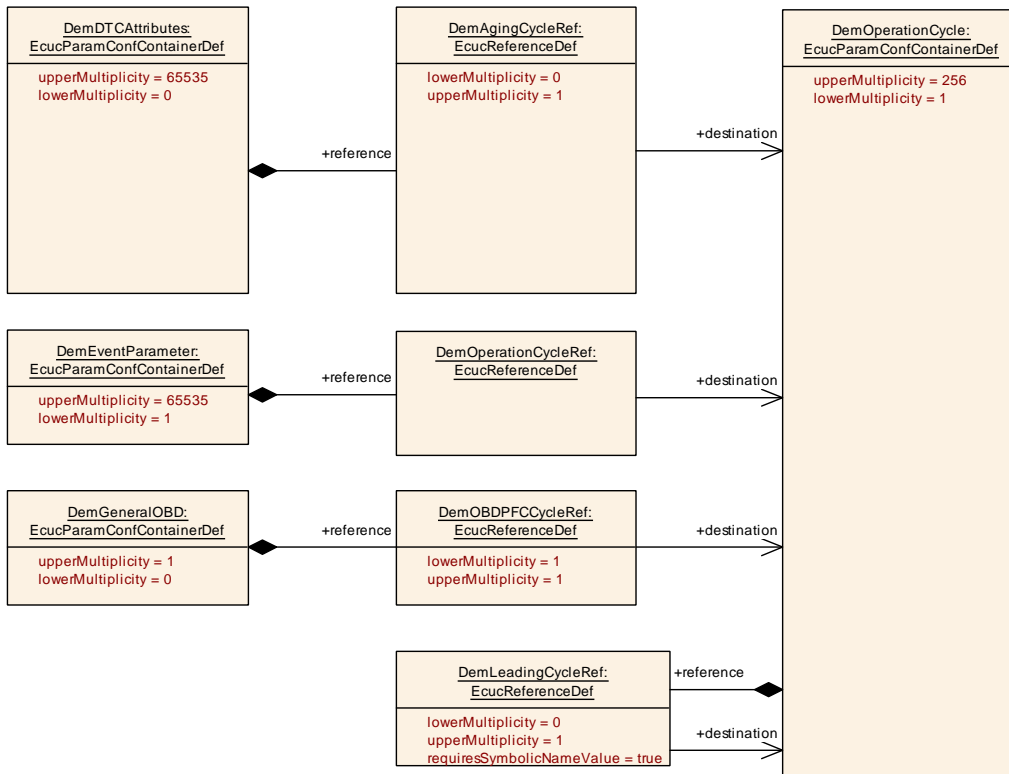 DemDTCAttributes:
EcucParamConfContainerDef
upperMultiplicity = 65535
lowerMultiplicity = 0
+reference
DemAgingCycleRef:
EcucReferenceDef
lowerMultiplicity = 0
upperMultiplicity = 1
+destination
DemOperationCycle:
EcucParamConfContainerDef
upperMultiplicity = 256
lowerMultiplicity = 1
DemEventParameter:
EcucParamConfContainerDef
upperMultiplicity = 65535
lowerMultiplicity = 1
+reference
DemOperationCycleRef:
EcucReferenceDef
+destination
DemGeneralOBD:
EcucParamConfContainerDef
upperMultiplicity = 1
lowerMultiplicity = 0
+reference
DemOBDPFCCycleRef:
EcucReferenceDef
lowerMultiplicity = 1
upperMultiplicity = 1
+destination
DemLeadingCycleRef:
EcucReferenceDef
lowerMultiplicity = 0
upperMultiplicity = 1
requiresSymbolicNameValue = true
+reference
+destination